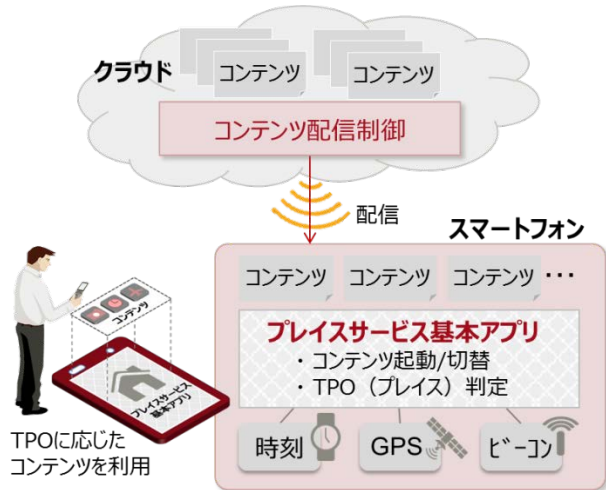 クラウド
コンテンツ
コンテンツ
コンテンツ配信制御
配信
スマートフォン
コンテンツ
コンテンツ
コンテンツ
･･･
プレイスサービス基本アプリ
・コンテンツ起動/切替
・TPO（プレイス）判定
時刻
GPS
ﾋﾞｰｺﾝ
コンテンツ
プレイスサービス
基本アプリ
TPOに応じた
コンテンツを利用